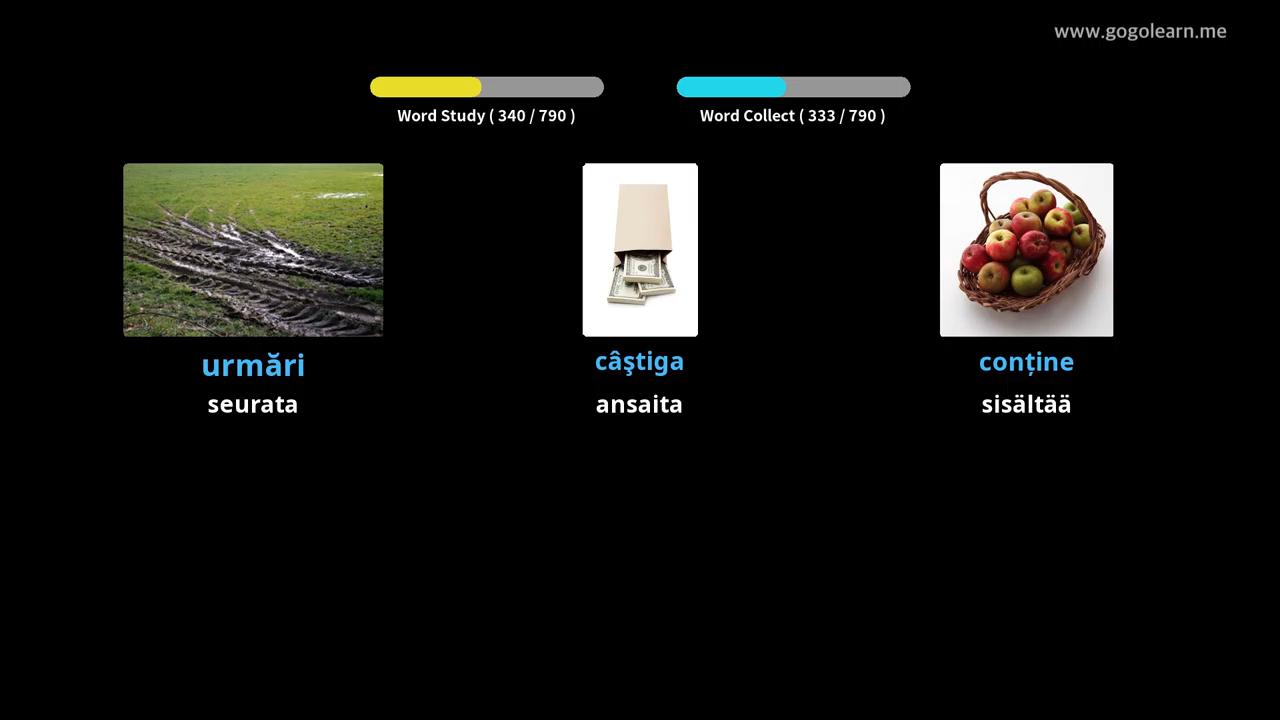 www.gogolearn.me
Word Study ( 340 / 790 )
Word Collect ( 333 / 790 )
urmări
câştiga
conține
seurata
ansaita
sisältää